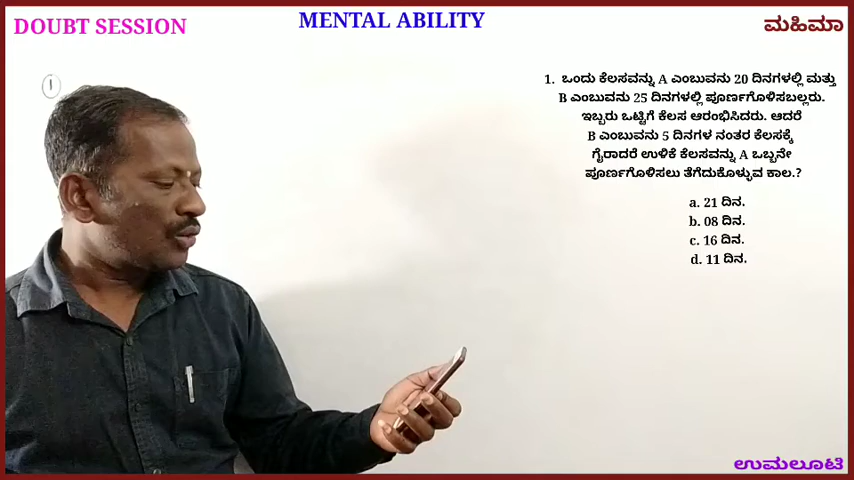 DOUBT SESSION
MENTAL ABILITY
ಮಹಿಮಾ
1
1. ಒಂದು ಕೆಲಸವನ್ನು A ಎಂಬುವನು 20 ದಿನಗಳಲ್ಲಿ ಮತ್ತು
B ಎಂಬುವನು 25 ದಿನಗಳಲ್ಲಿ ಪೂರ್ಣಗೊಳಿಸಬಲ್ಲರು.
ಇಬ್ಬರು ಒಟ್ಟಿಗೆ ಕೆಲಸ ಆರಂಭಿಸಿದರು. ಆದರೆ
B ಎಂಬುವನು 5 ದಿನಗಳ ನಂತರ ಕೆಲಸಕ್ಕೆ
ಗೈರಾದರೆ ಉಳಿಕೆ ಕೆಲಸವನ್ನು A ಒಬ್ಬನೇ
ಪೂರ್ಣಗೊಳಿಸಲು ತೆಗೆದುಕೊಳ್ಳುವ ಕಾಲ.?
a. 21 ದಿನ.
b. 08 ದಿನ.
c. 16 ದಿನ.
d. 11 ದಿನ.
ಉಮಲೂಟಿ